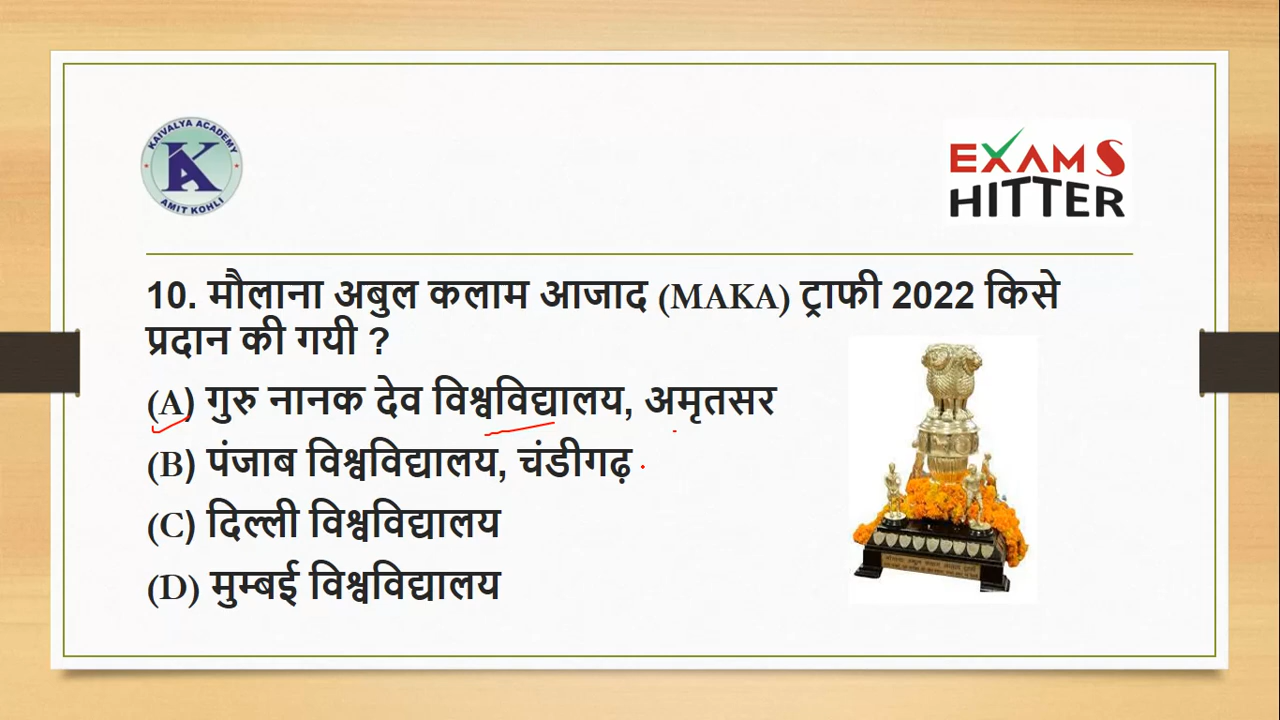 KAIVALYA ACADEMY
KA
AMIT KOHLI
EXAMS
HITTER
10. मौलाना अबुल कलाम आजाद (MAKA) ट्राफी 2022 किसे
प्रदान की गयी ?
(A) गुरु नानक देव विश्वविद्यालय, अमृतसर
(B) पंजाब विश्वविद्यालय, चंडीगढ़
(C) दिल्ली विश्वविद्यालय
(D) मुम्बई विश्वविद्यालय